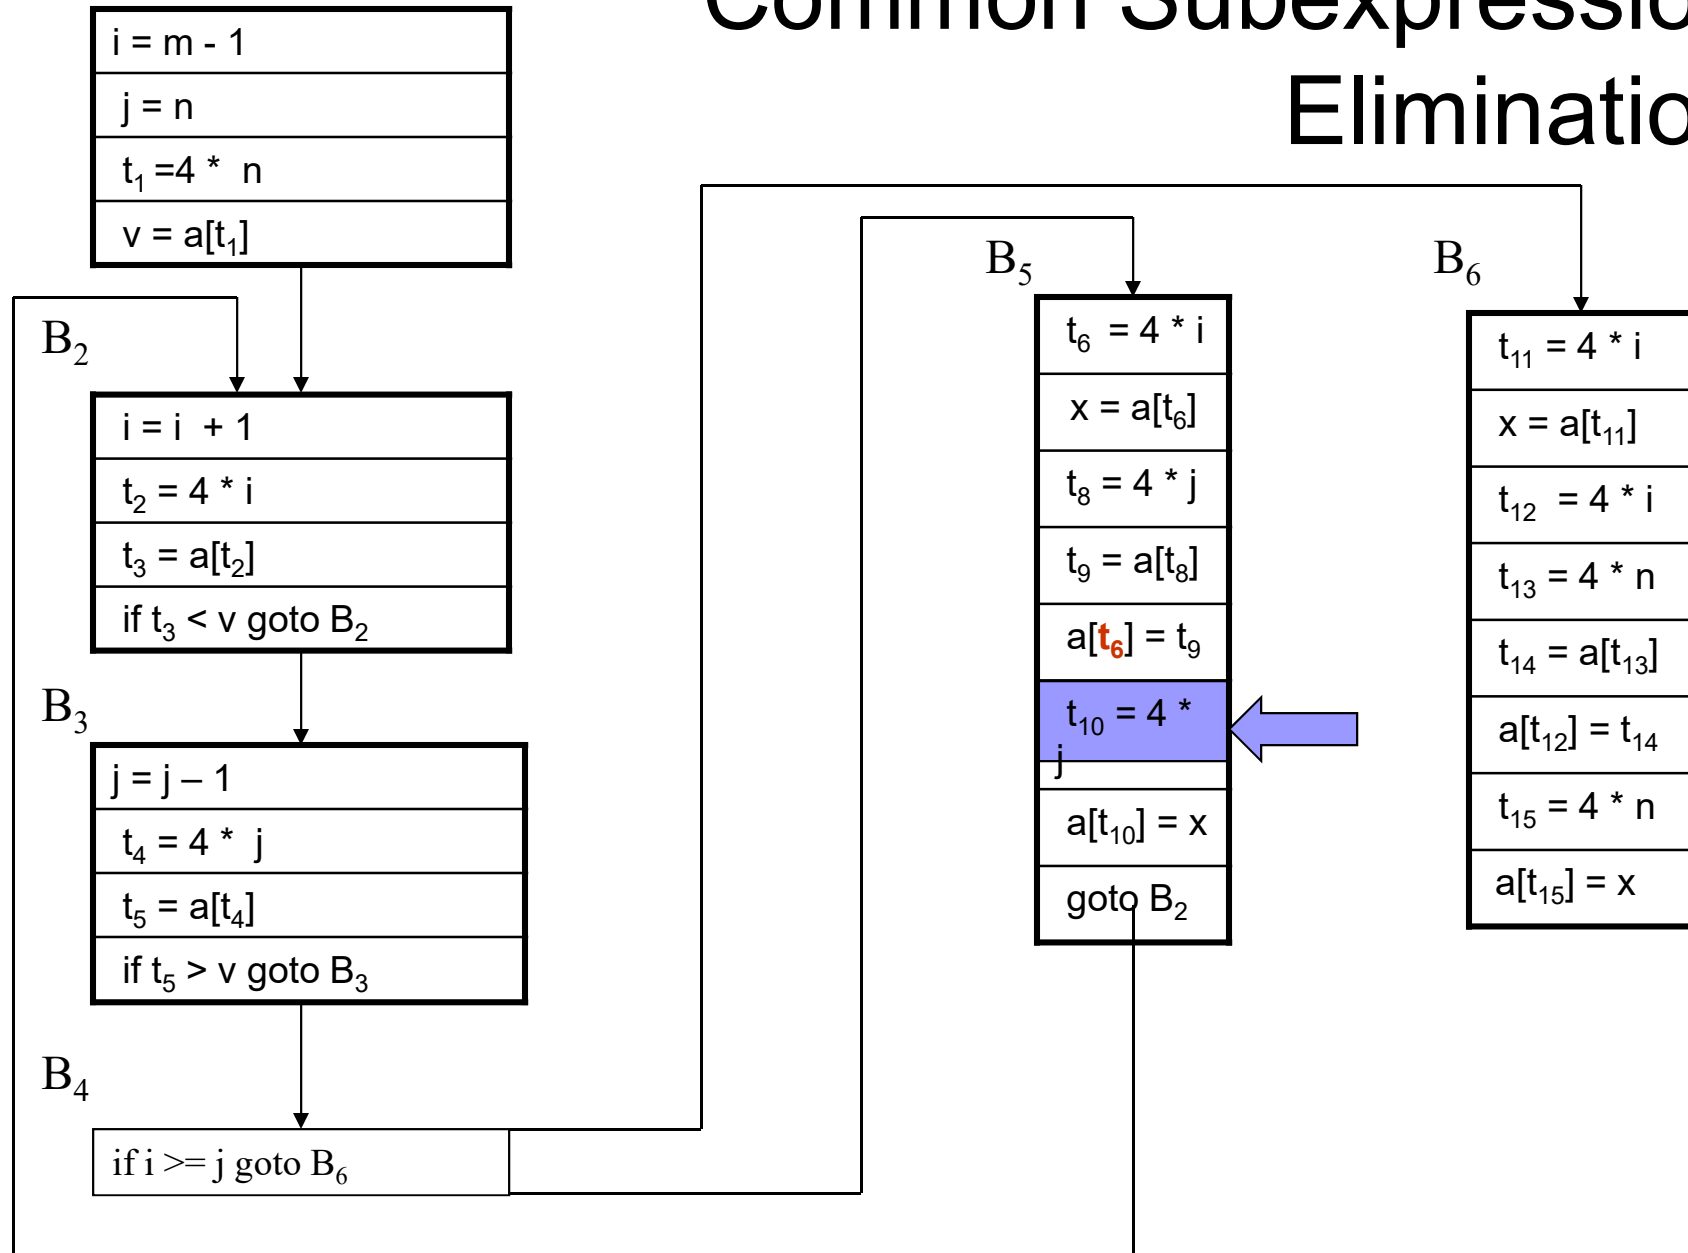 Common Subexpressio
Eliminatio
i = m - 1
j = n
t₁ =4 * n
v = a[t₁]
B₂
i = i + 1
t₂ = 4 * i
t₃ = a[t₂]
if t₃ < v goto B₂
B₃
j = j – 1
t₄ = 4 * j
t₅ = a[t₄]
if t₅ > v goto B₃
B₄
if i >= j goto B₆
B₅
t₆ = 4 * i
x = a[t₆]
t₈ = 4 * j
t₉ = a[t₈]
a[t₆] = t₉
t₁₀ = 4 *
j
a[t₁₀] = x
goto B₂
B₆
t₁₁ = 4 * i
x = a[t₁₁]
t₁₂ = 4 * i
t₁₃ = 4 * n
t₁₄ = a[t₁₃]
a[t₁₂] = t₁₄
t₁₅ = 4 * n
a[t₁₅] = x